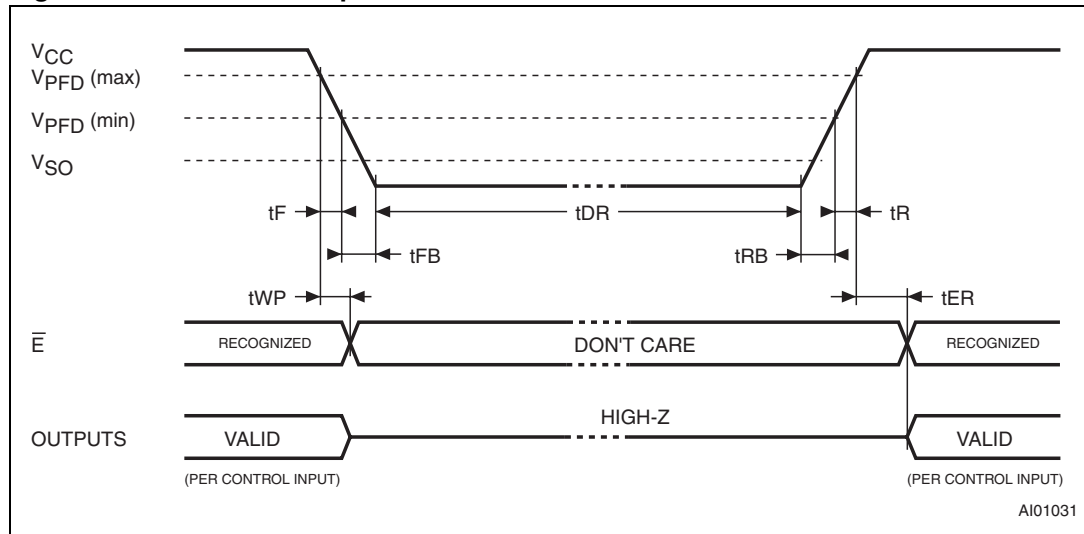 VCC
VPFD (max)
VPFD (min)
VSO
tF
tDR
tR
tFB
tRB
tWP
tER
E̅
RECOGNIZED
DON'T CARE
RECOGNIZED
HIGH-Z
OUTPUTS
VALID
VALID
(PER CONTROL INPUT)
(PER CONTROL INPUT)
AI01031